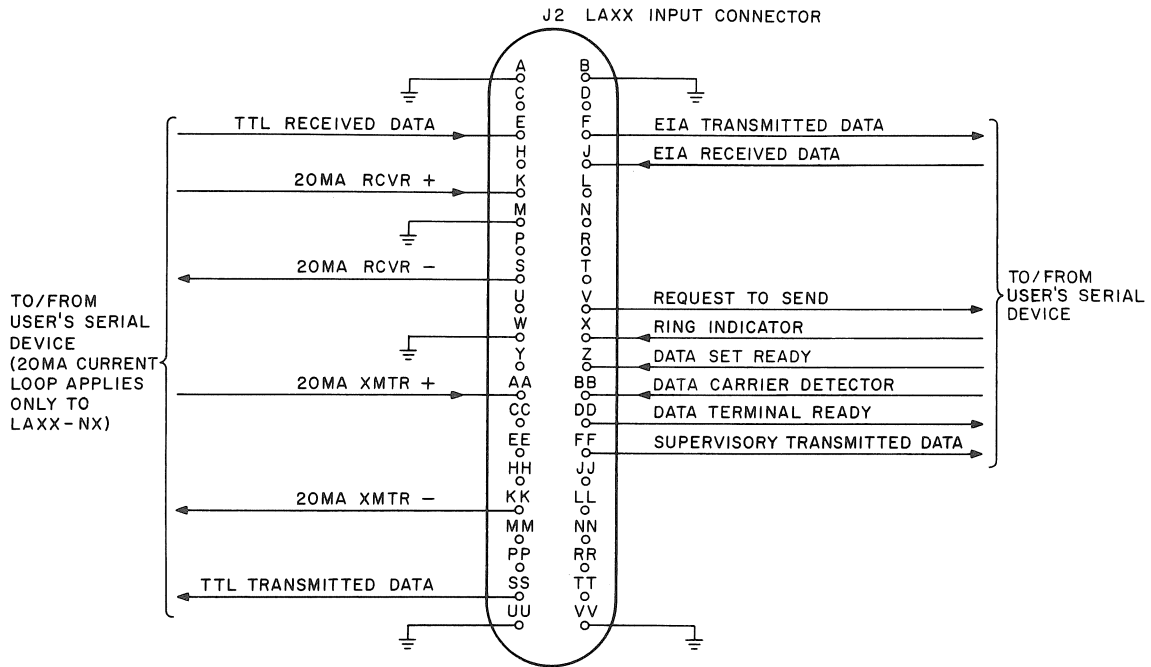 J2 LAXX INPUT CONNECTOR
A B
C D
TTL RECEIVED DATA E F EIA TRANSMITTED DATA
H J EIA RECEIVED DATA
20MA RCVR + K L
M N
P R
20MA RCVR - S T
U V REQUEST TO SEND
W X RING INDICATOR
Y Z DATA SET READY
20MA XMTR + AA BB DATA CARRIER DETECTOR
CC DD DATA TERMINAL READY
EE FF SUPERVISORY TRANSMITTED DATA
HH JJ
20MA XMTR - KK LL
MM NN
PP RR
TTL TRANSMITTED DATA SS TT
UU VV
TO/FROM
USER'S SERIAL
DEVICE
(20MA CURRENT
LOOP APPLIES
ONLY TO
LAXX-NX)
TO/FROM
USER'S SERIAL
DEVICE